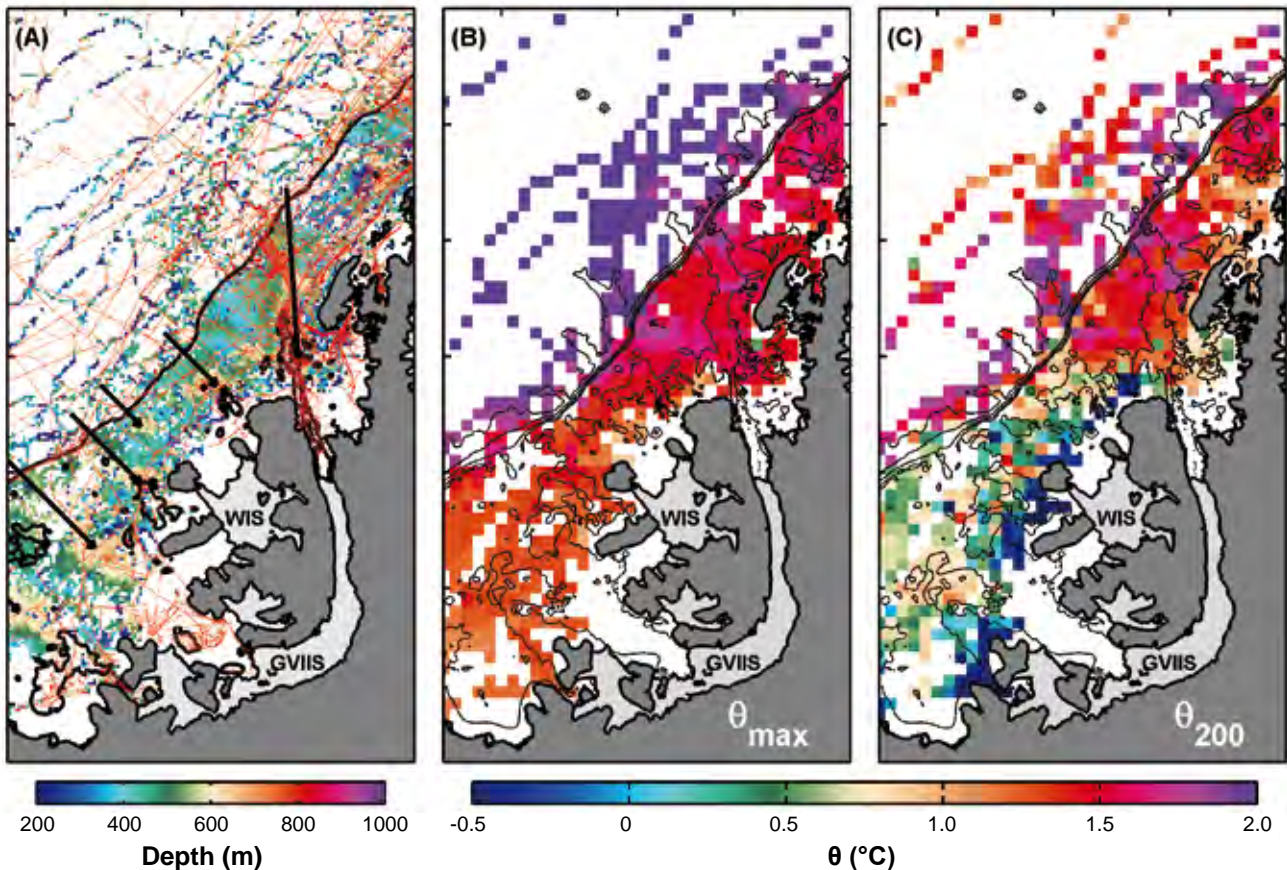 (A)
(B)
(C)
WIS
WIS
WIS
GVIIS
GVIIS
GVIIS
θmax
θ200
200 400 600 800 1000
-0.5 0 0.5 1.0 1.5 2.0
Depth (m)
θ (°C)